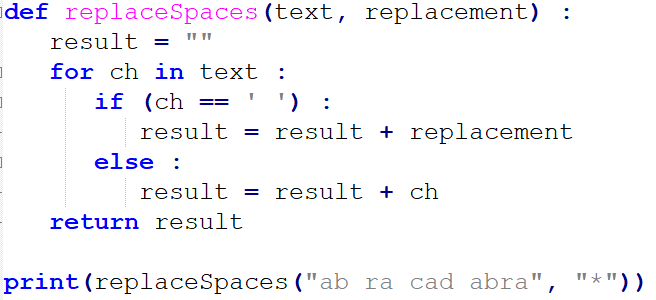 def replaceSpaces(text, replacement) :
   result = ""
   for ch in text :
      if (ch == ' ') :
         result = result + replacement
      else :
         result = result + ch
   return result

print(replaceSpaces("ab ra cad abra", "*"))